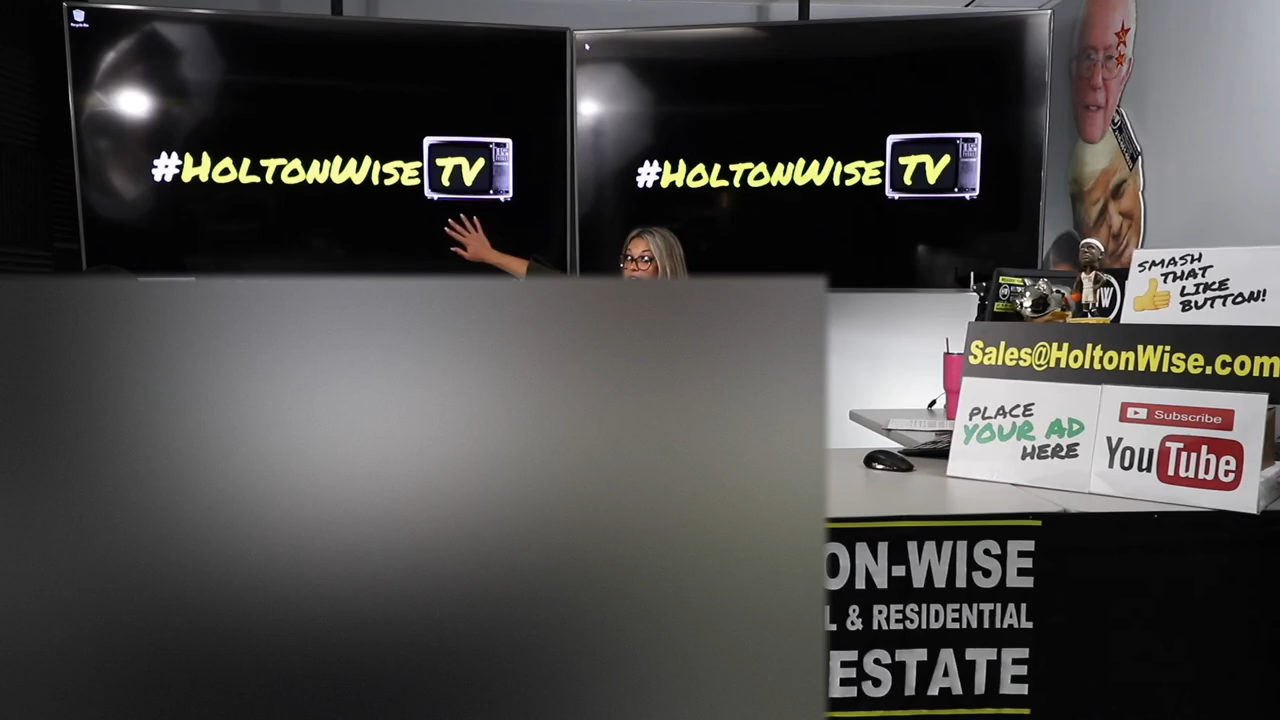 #HOLTONWISE TV
#HOLTONWISE TV
SMASH
THAT
LIKE
BUTTON!
Sales@HoltonWise.com
PLACE
YOUR AD
HERE
Subscribe
YouTube
ON-WISE
L & RESIDENTIAL
ESTATE